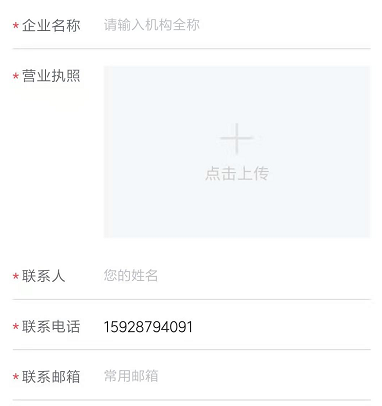 * 企业名称 请输入机构全称
* 营业执照
点击上传
* 联系人 您的姓名
* 联系电话 15928794091
* 联系邮箱 常用邮箱